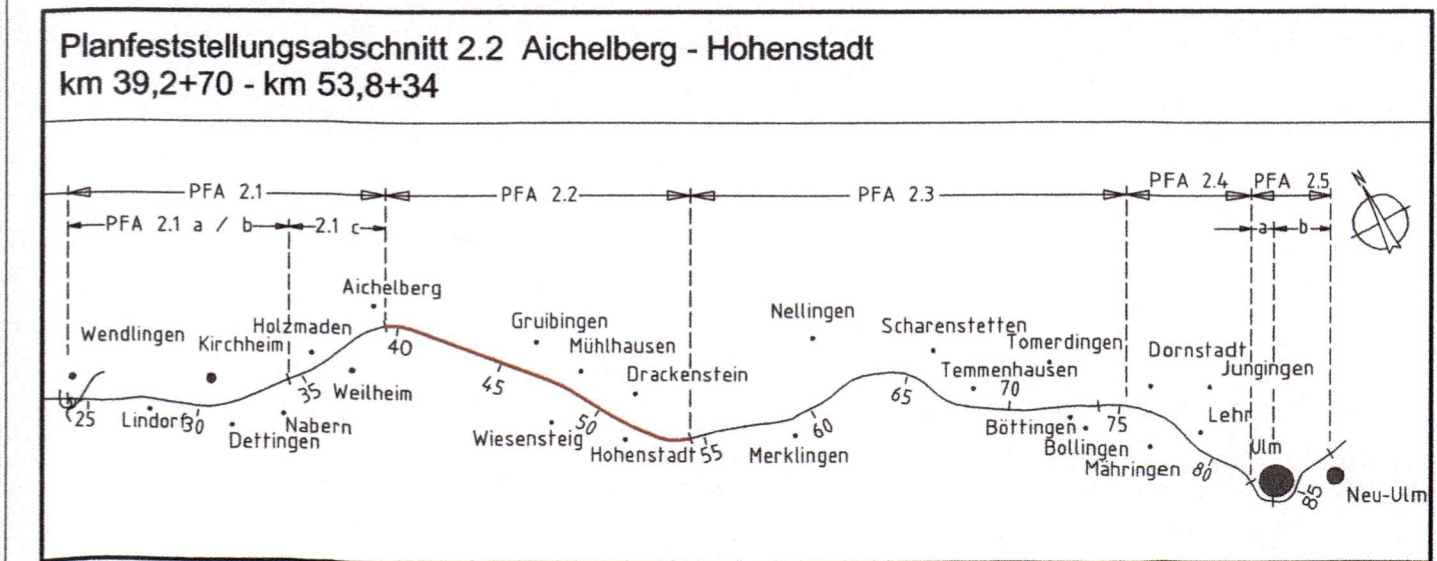 Planfeststellungsabschnitt 2.2 Aichelberg - Hohenstadt
km 39,2+70 - km 53,8+34
PFA 2.1
PFA 2.2
PFA 2.3
PFA 2.4
PFA 2.5
N
PFA 2.1 a / b
2.1 c
a
b
Aichelberg
Wendlingen
Kirchheim
Holzmaden
40
Gruibingen
Mühlhausen
Drackenstein
Nellingen
Scharenstetten
Tomerdingen
Temmenhausen
Dornstadt
Jungingen
25
Lindorf
30
Dettingen
Nabern
35
Weilheim
45
Wiesensteig
50
Hohenstadt
55
Merklingen
60
65
70
Böttingen
Bollingen
Mähringen
75
Lehr
80
Ulm
85
Neu-Ulm